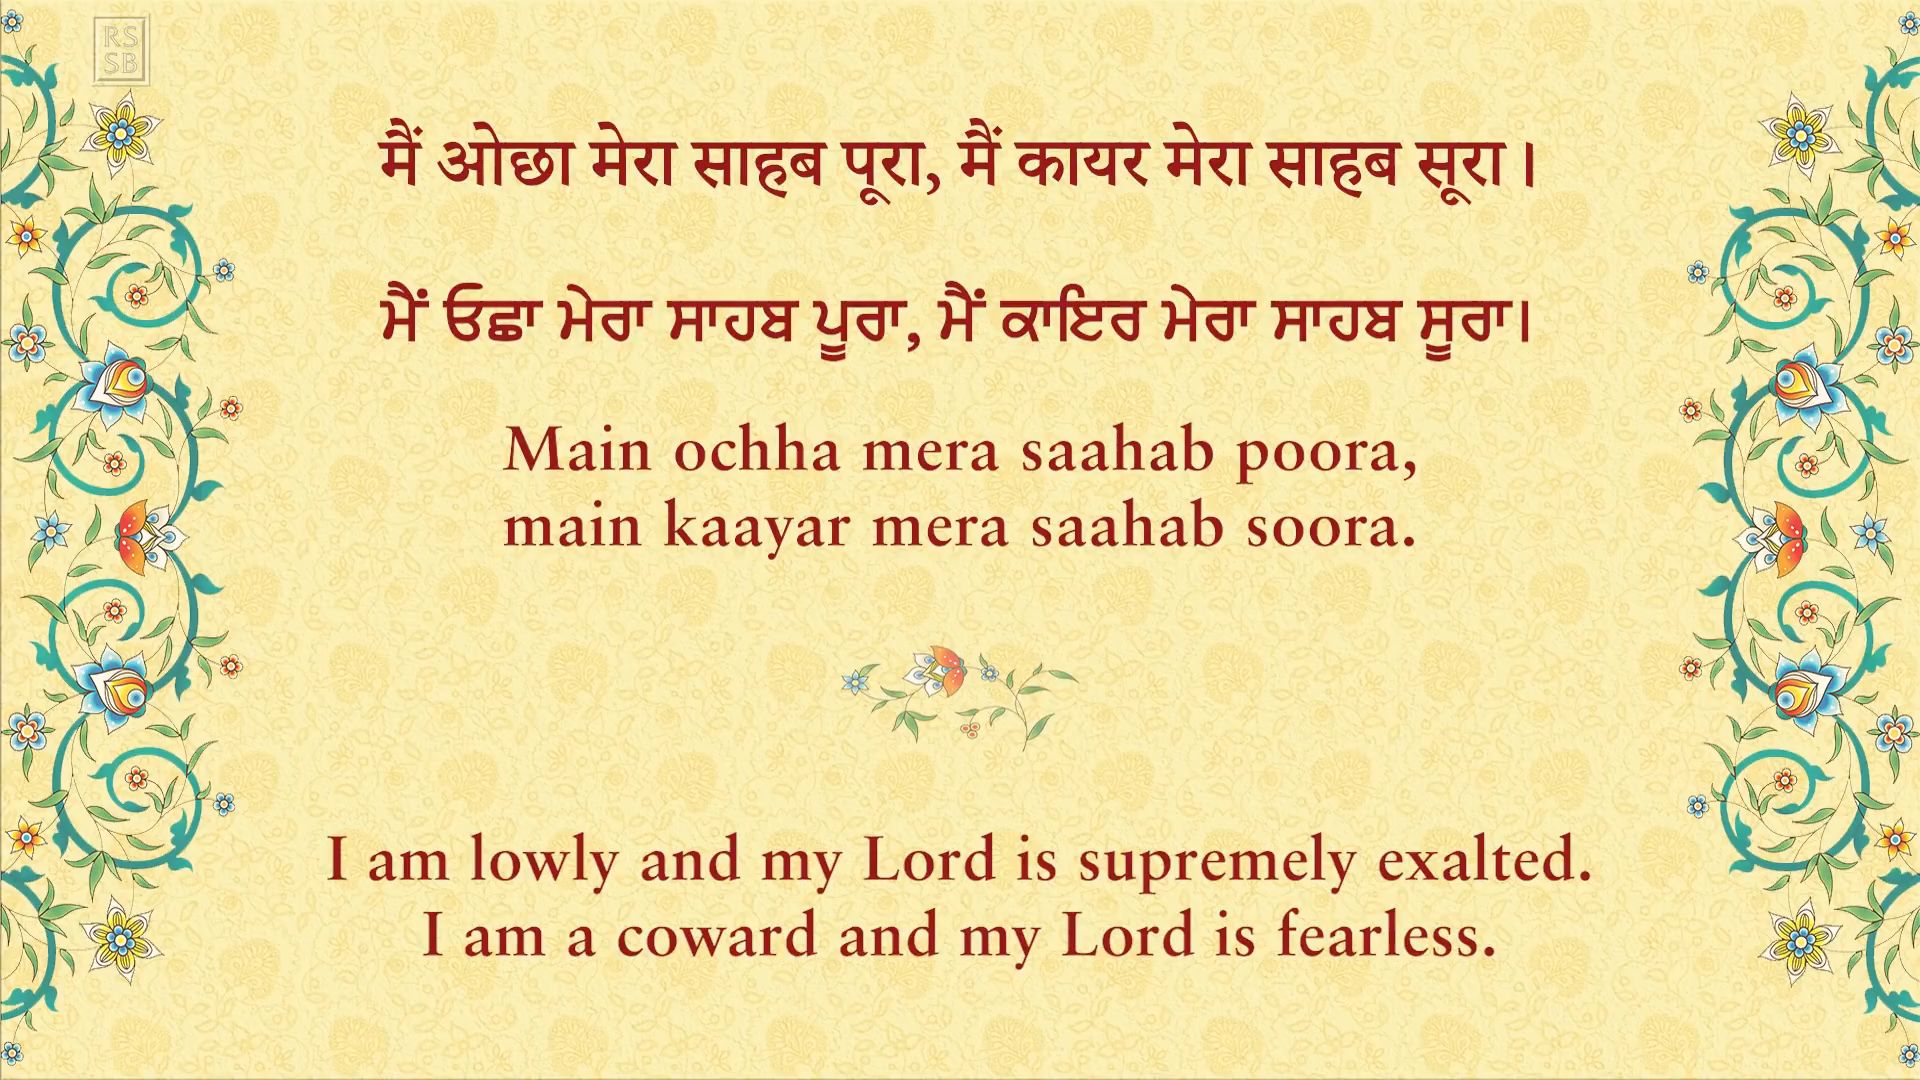 RS
SB
मैं ओछा मेरा साहब पूरा, मैं कायर मेरा साहब सूरा।
ਮੈਂ ਓਛਾ ਮੇਰਾ ਸਾਹਬ ਪੂਰਾ, ਮੈਂ ਕਾਇਰ ਮੇਰਾ ਸਾਹਬ ਸੂਰਾ।
Main ochha mera saahab poora,
main kaayar mera saahab soora.
I am lowly and my Lord is supremely exalted.
I am a coward and my Lord is fearless.